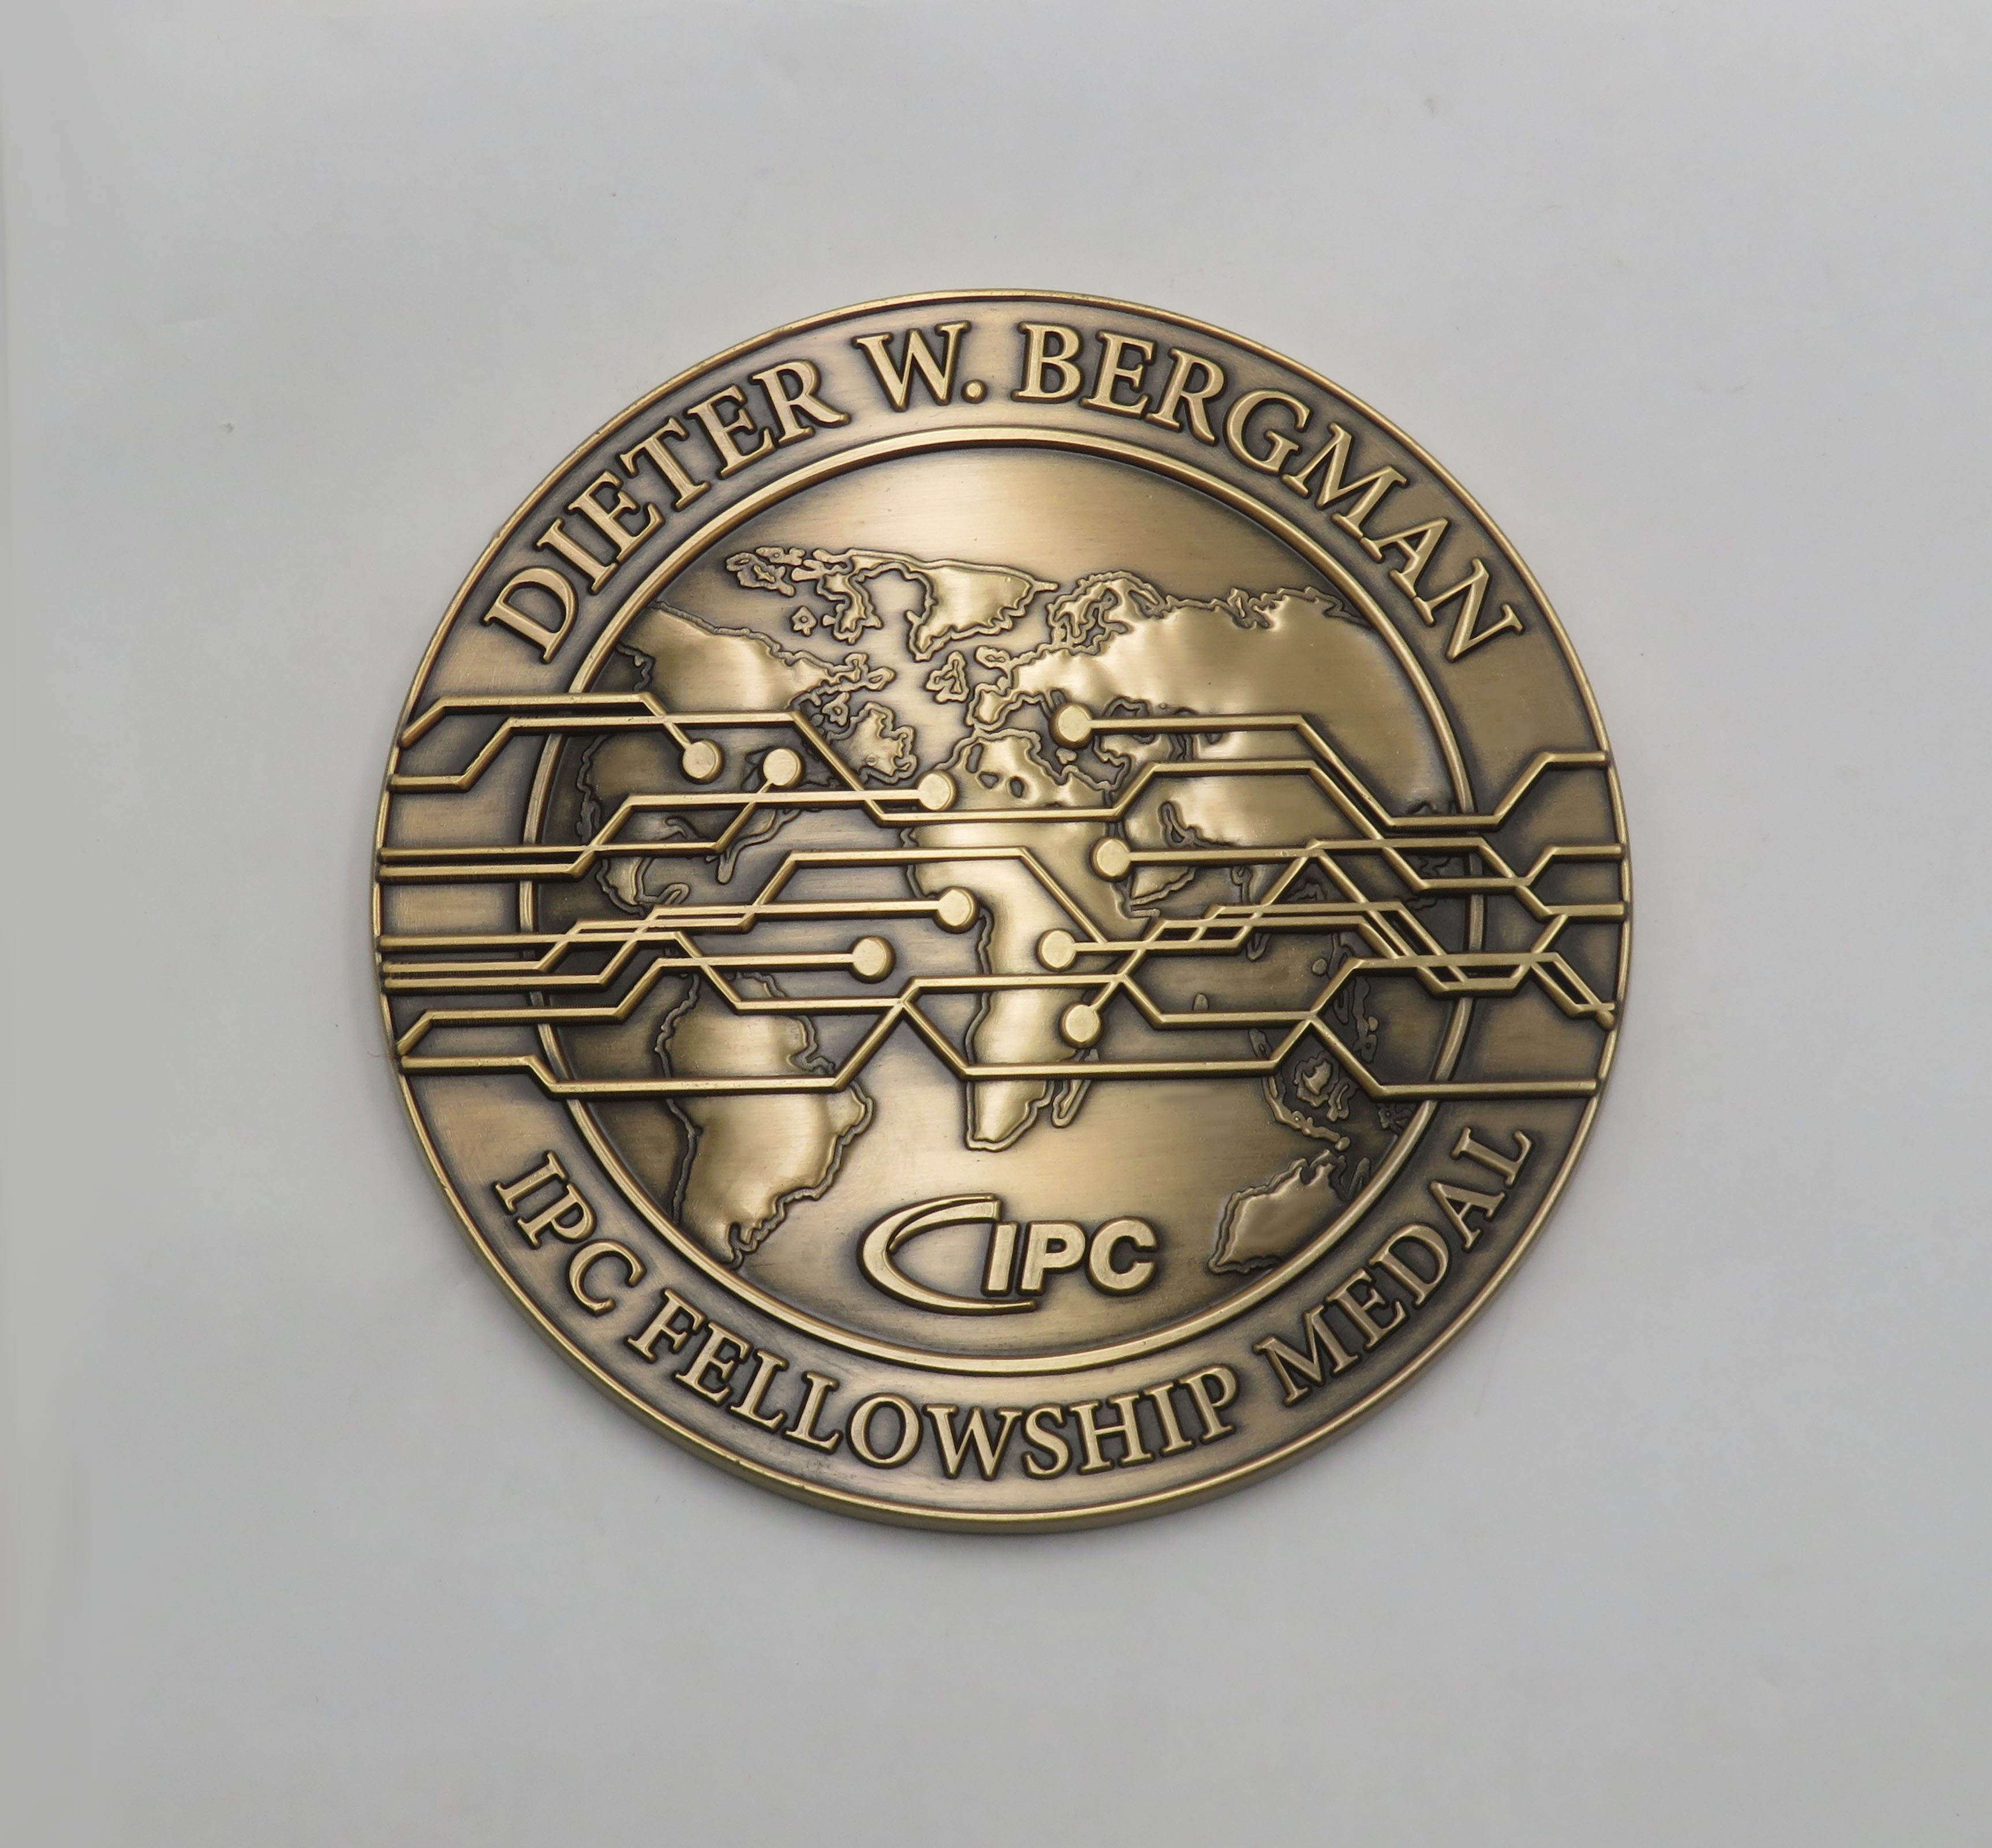 DIETER W. BERGMAN
IPC
IPC FELLOWSHIP MEDAL